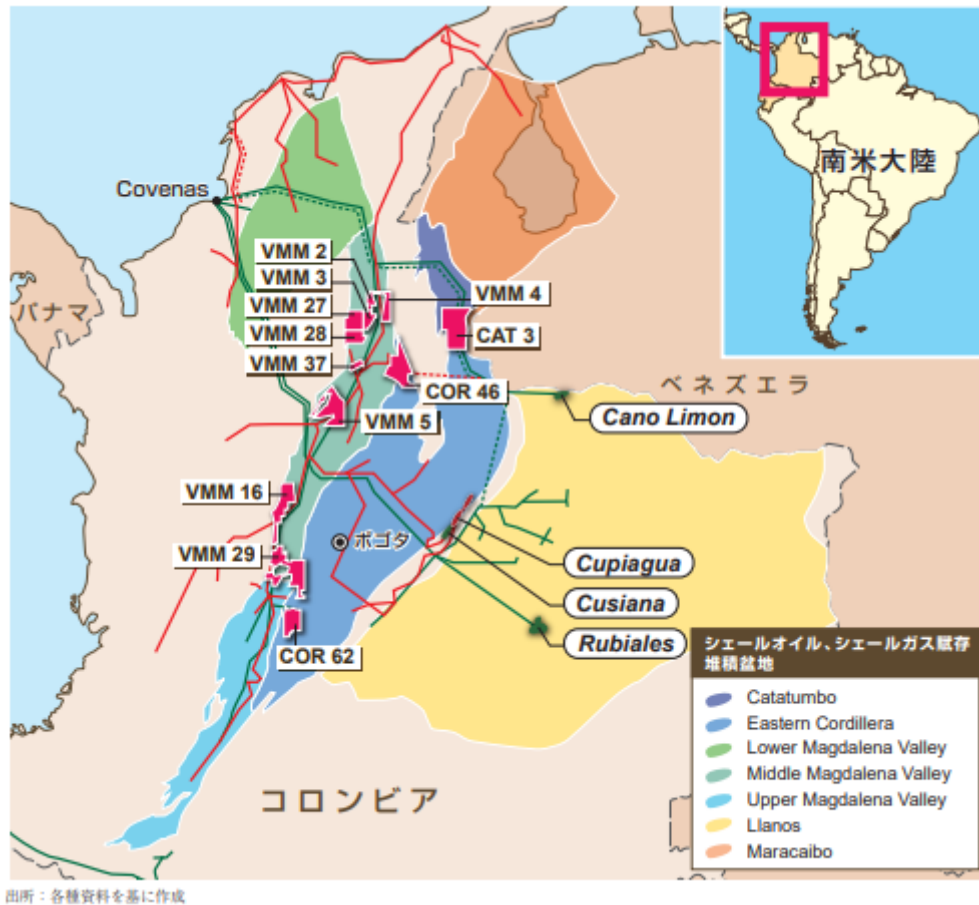 南米大陸
Covenas
VMM 2
VMM 3
VMM 27
VMM 28
VMM 37
VMM 4
CAT 3
パナマ
COR 46
ベネズエラ
Cano Limon
VMM 5
VMM 16
ボゴタ
VMM 29
Cupiagua
Cusiana
Rubiales
COR 62
コロンビア
シェールオイル、シェールガス賦存
堆積盆地
Catatumbo
Eastern Cordillera
Lower Magdalena Valley
Middle Magdalena Valley
Upper Magdalena Valley
Llanos
Maracaibo
出所：各種資料を基に作成